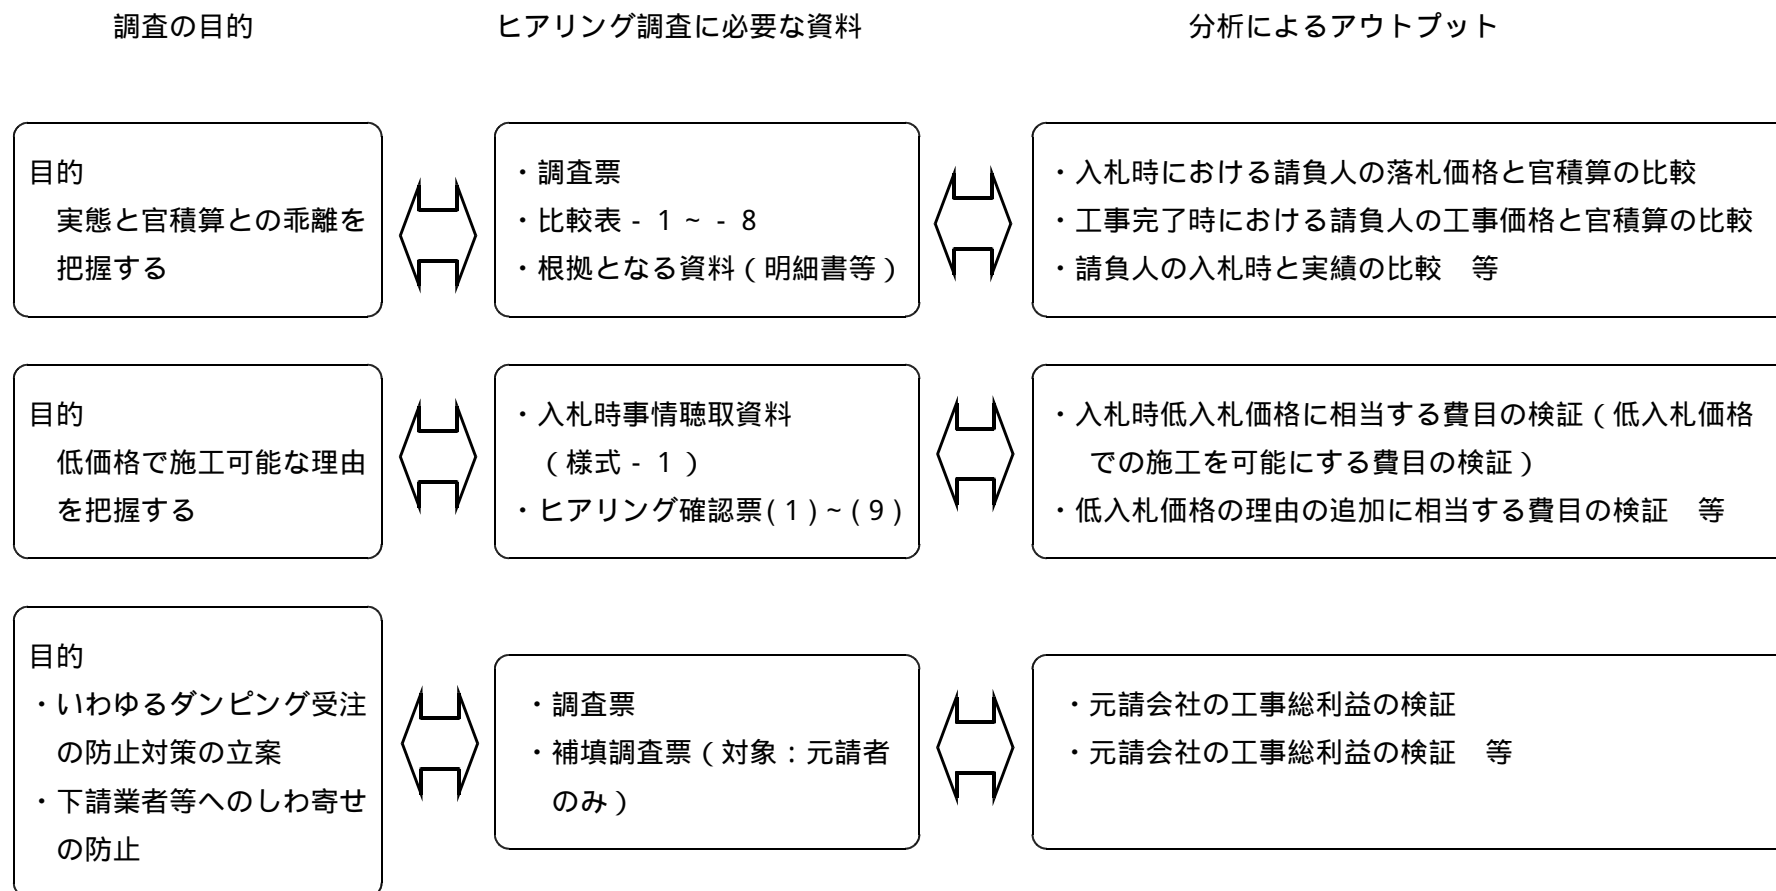 調査の目的
ヒアリング調査に必要な資料
分析によるアウトプット
目的
実態と官積算との乖離を
把握する
・調査票
・比較表 - 1 ~ - 8
・根拠となる資料（明細書等）
・入札時における請負人の落札価格と官積算の比較
・工事完了時における請負人の工事価格と官積算の比較
・請負人の入札時と実績の比較　等
目的
低価格で施工可能な理由
を把握する
・入札時事情聴取資料
（様式 - 1 ）
・ヒアリング確認票( 1 ) ~ ( 9 )
・入札時低入札価格に相当する費目の検証（低入札価格
での施工を可能にする費目の検証）
・低入札価格の理由の追加に相当する費目の検証　等
目的
・いわゆるダンピング受注
の防止対策の立案
・下請業者等へのしわ寄せ
の防止
・調査票
・補填調査票（対象：元請者
のみ）
・元請会社の工事総利益の検証
・元請会社の工事総利益の検証　等